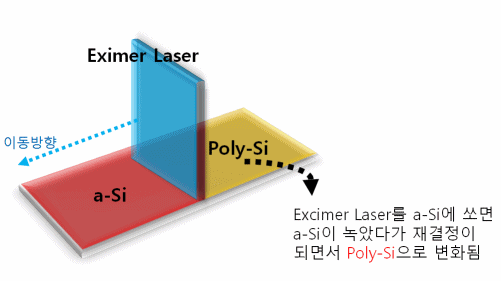 Eximer Laser
이동방향
Poly-Si
a-Si
Excimer Laser를 a-Si에 쏘면
a-Si이 녹았다가 재결정이
되면서 Poly-Si으로 변화됨